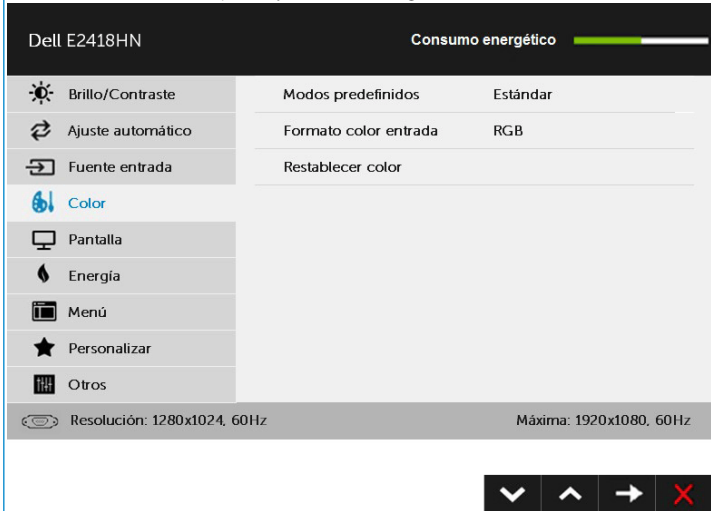 Dell E2418HN Consumo energético
Brillo/Contraste Modos predefinidos Estándar
Ajuste automático Formato color entrada RGB
Fuente entrada Restablecer color
Color
Pantalla
Energía
Menú
Personalizar
Otros
Resolución: 1280x1024, 60Hz Máxima: 1920x1080, 60Hz